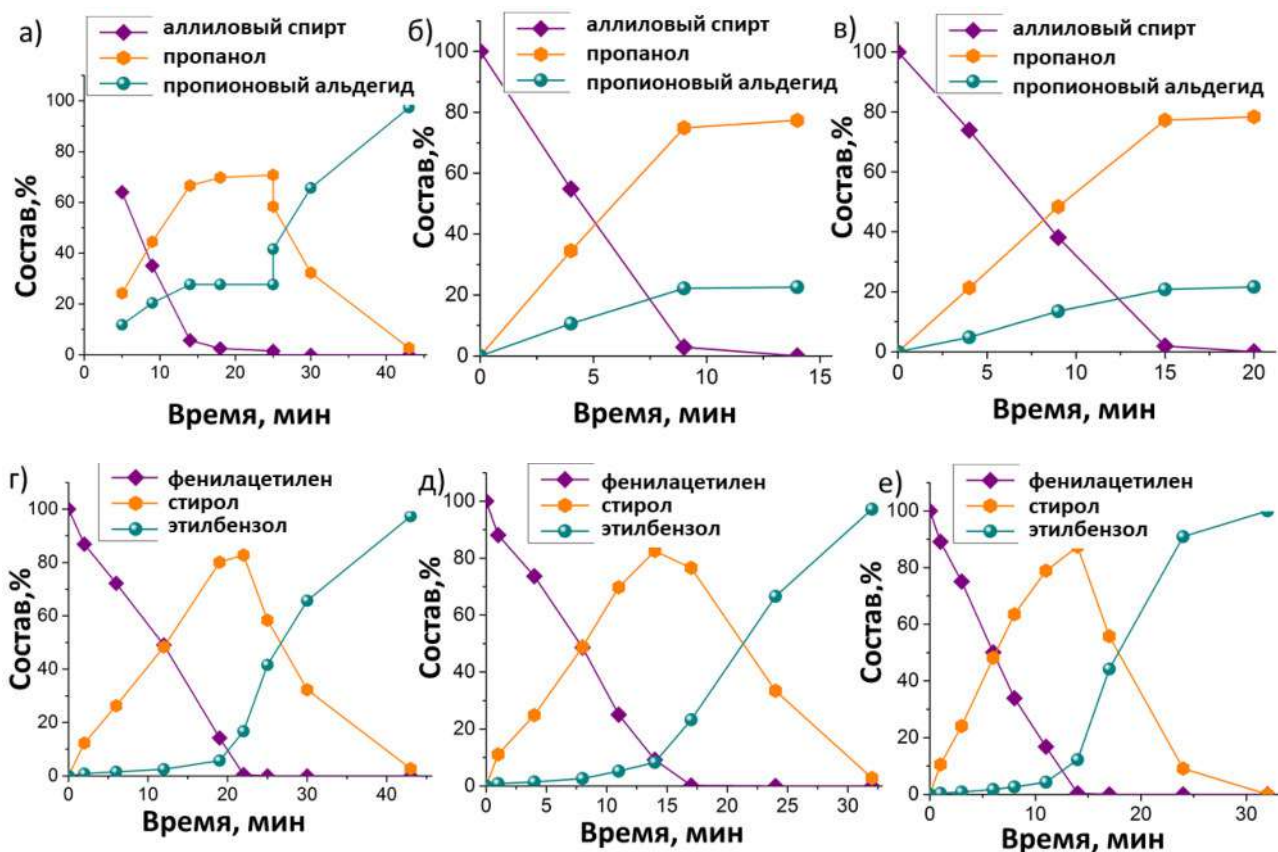 а)
аллиловый спирт
пропанол
пропионовый альдегид
100
80
60
40
20
0
Состав,%
0 10 20 30 40
Время, мин
б)
аллиловый спирт
пропанол
пропионовый альдегид
100
80
60
40
20
0
Состав,%
0 5 10 15
Время, мин
в)
аллиловый спирт
пропанол
пропионовый альдегид
100
80
60
40
20
0
Состав,%
0 5 10 15 20
Время, мин
г)
фенилацетилен
стирол
этилбензол
100
80
60
40
20
0
Состав,%
0 10 20 30 40
Время, мин
д)
фенилацетилен
стирол
этилбензол
100
80
60
40
20
0
Состав,%
0 5 10 15 20 25 30
Время, мин
е)
фенилацетилен
стирол
этилбензол
100
80
60
40
20
0
Состав,%
0 10 20 30
Время, мин